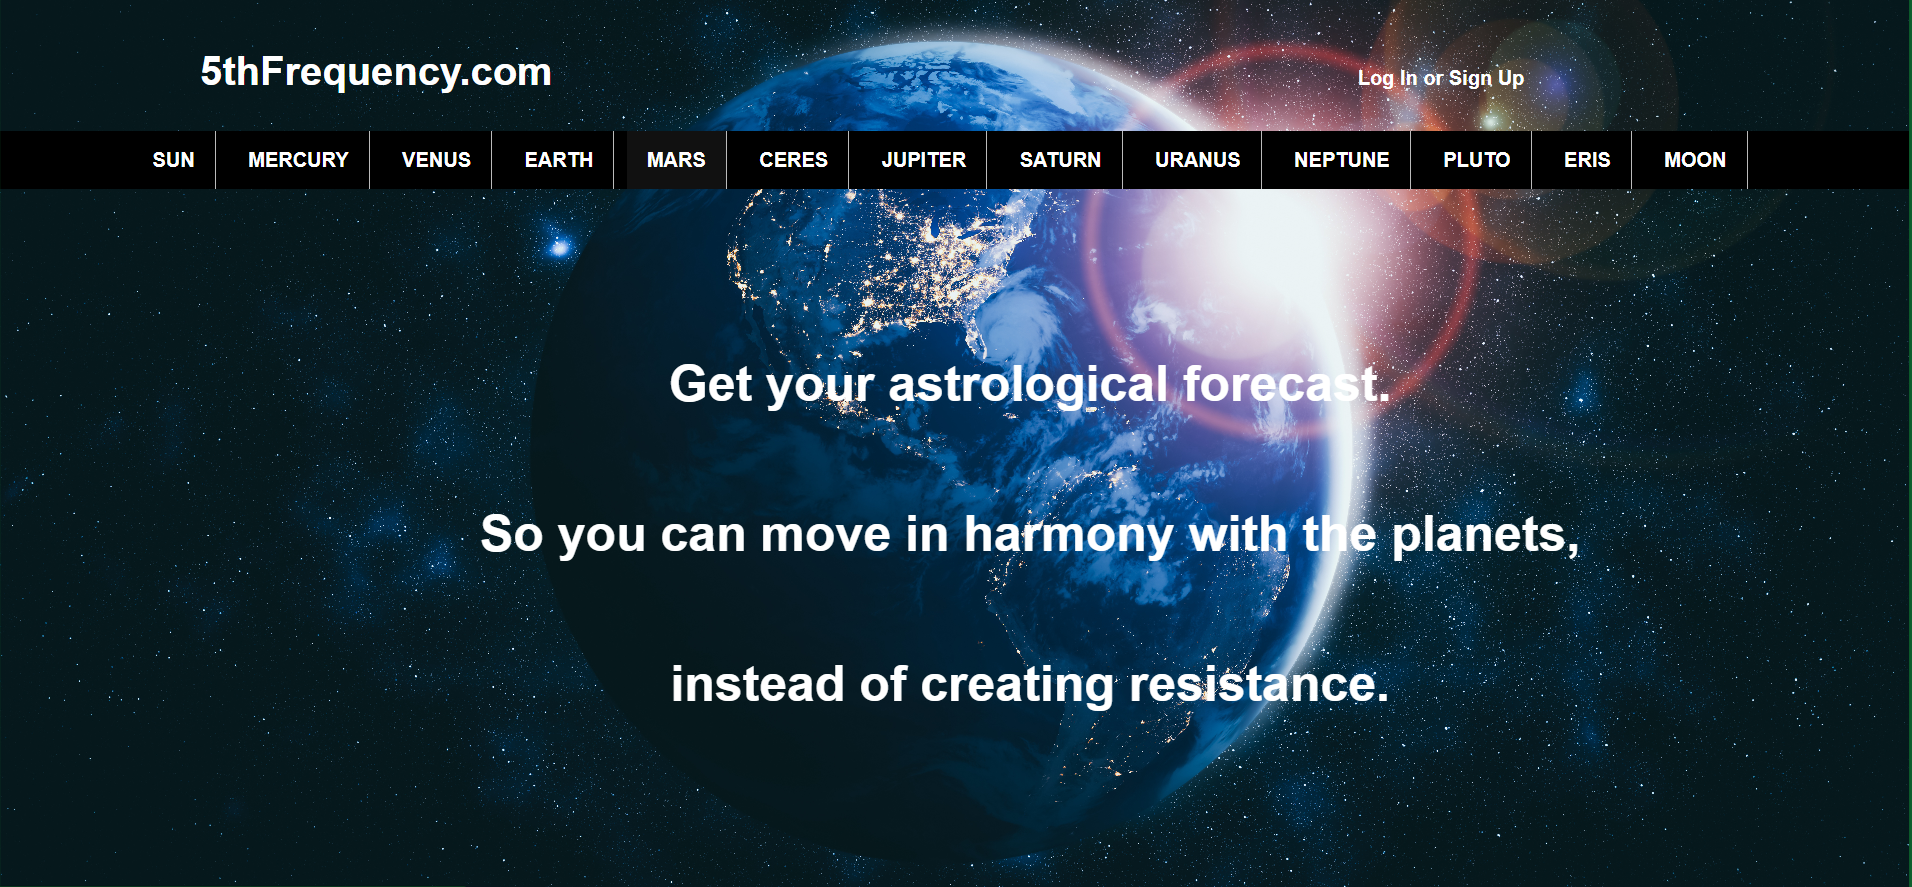 5thFrequency.com
Log In or Sign Up
SUN MERCURY VENUS EARTH MARS CERES JUPITER SATURN URANUS NEPTUNE PLUTO ERIS MOON
Get your astrological forecast.
So you can move in harmony with the planets,
instead of creating resistance.